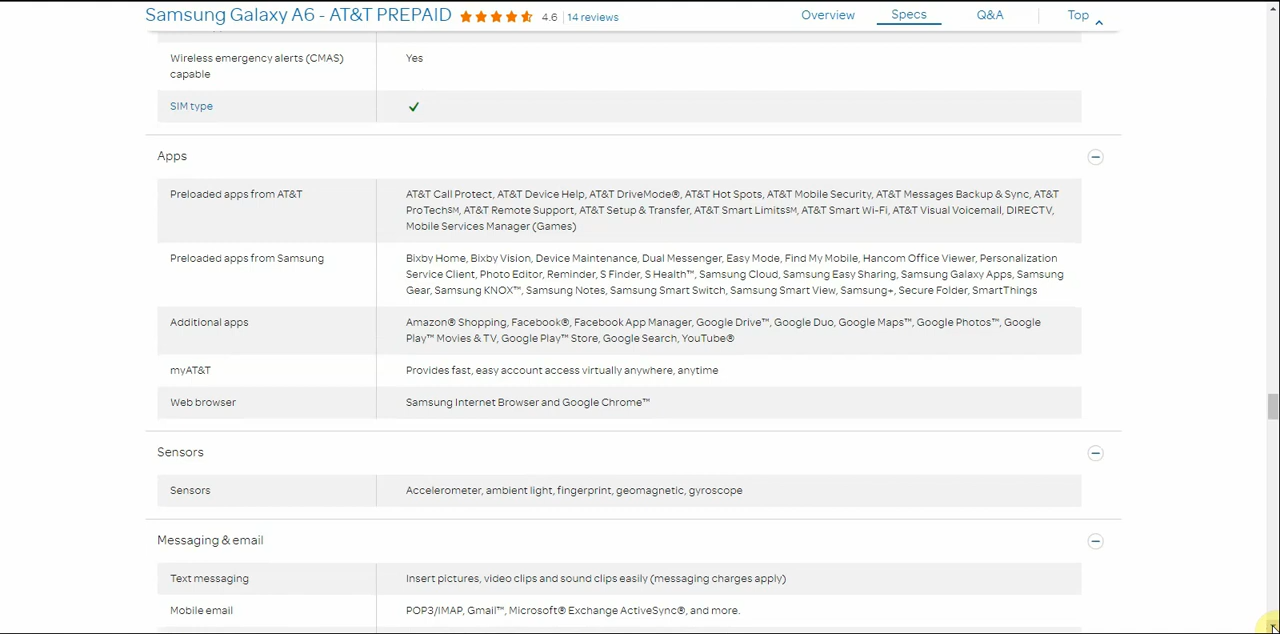 Samsung Galaxy A6 - AT&T PREPAID 4.6 14 reviews Overview Specs Q&A Top
Wireless emergency alerts (CMAS) capable Yes
SIM type
Apps
Preloaded apps from AT&T
AT&T Call Protect, AT&T Device Help, AT&T DriveMode®, AT&T Hot Spots, AT&T Mobile Security, AT&T Messages Backup & Sync, AT&T
ProTech℠, AT&T Remote Support, AT&T Setup & Transfer, AT&T Smart Limits℠, AT&T Smart Wi-Fi, AT&T Visual Voicemail, DIRECTV,
Mobile Services Manager (Games)
Preloaded apps from Samsung
Bixby Home, Bixby Vision, Device Maintenance, Dual Messenger, Easy Mode, Find My Mobile, Hancom Office Viewer, Personalization
Service Client, Photo Editor, Reminder, S Finder, S Health™, Samsung Cloud, Samsung Easy Sharing, Samsung Galaxy Apps, Samsung
Gear, Samsung KNOX™, Samsung Notes, Samsung Smart Switch, Samsung Smart View, Samsung+, Secure Folder, SmartThings
Additional apps
Amazon® Shopping, Facebook®, Facebook App Manager, Google Drive™, Google Duo, Google Maps™, Google Photos™, Google
Play™ Movies & TV, Google Play™ Store, Google Search, YouTube®
myAT&T Provides fast, easy account access virtually anywhere, anytime
Web browser Samsung Internet Browser and Google Chrome™
Sensors
Sensors Accelerometer, ambient light, fingerprint, geomagnetic, gyroscope
Messaging & email
Text messaging Insert pictures, video clips and sound clips easily (messaging charges apply)
Mobile email POP3/IMAP, Gmail™, Microsoft® Exchange ActiveSync®, and more.